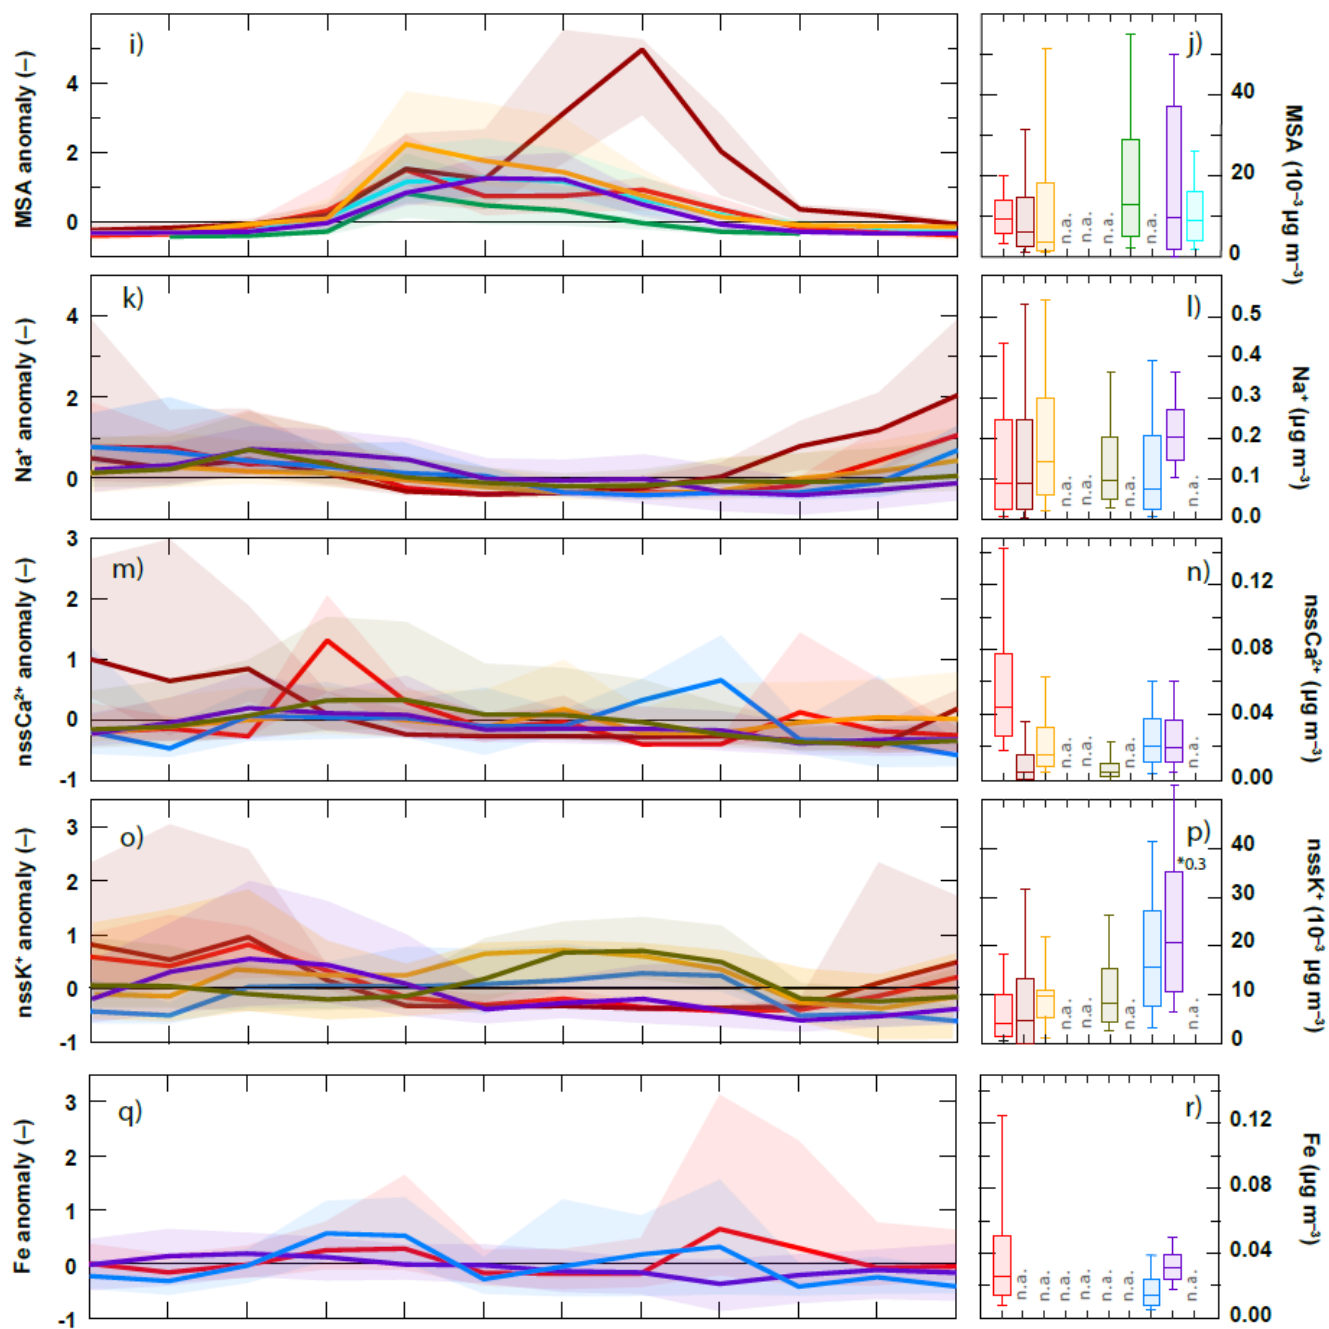 MSA anomaly (–)
4
2
0
i)
j)
n.a.
n.a.
n.a.
n.a.
40
20
0
MSA (10⁻³ µg m⁻³)
Na⁺ anomaly (–)
4
2
0
k)
l)
n.a.
n.a.
n.a.
n.a.
0.5
0.4
0.3
0.2
0.1
0.0
Na⁺ (µg m⁻³)
nssCa²⁺ anomaly (–)
3
2
1
0
-1
m)
n)
n.a.
n.a.
n.a.
n.a.
0.12
0.08
0.04
0.00
nssCa²⁺ (µg m⁻³)
nssK⁺ anomaly (–)
3
2
1
0
-1
o)
p)
*0.3
n.a.
n.a.
n.a.
n.a.
40
30
20
10
0
nssK⁺ (10⁻³ µg m⁻³)
Fe anomaly (–)
3
2
1
0
-1
q)
r)
n.a.
n.a.
n.a.
n.a.
n.a.
n.a.
n.a.
0.12
0.08
0.04
0.00
Fe (µg m⁻³)